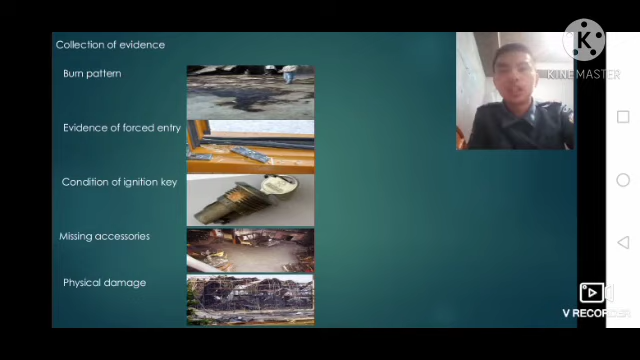 Collection of evidence
Burn pattern
Evidence of forced entry
Condition of ignition key
Missing accessories
Physical damage
K
KINEMASTER
V RECORDER